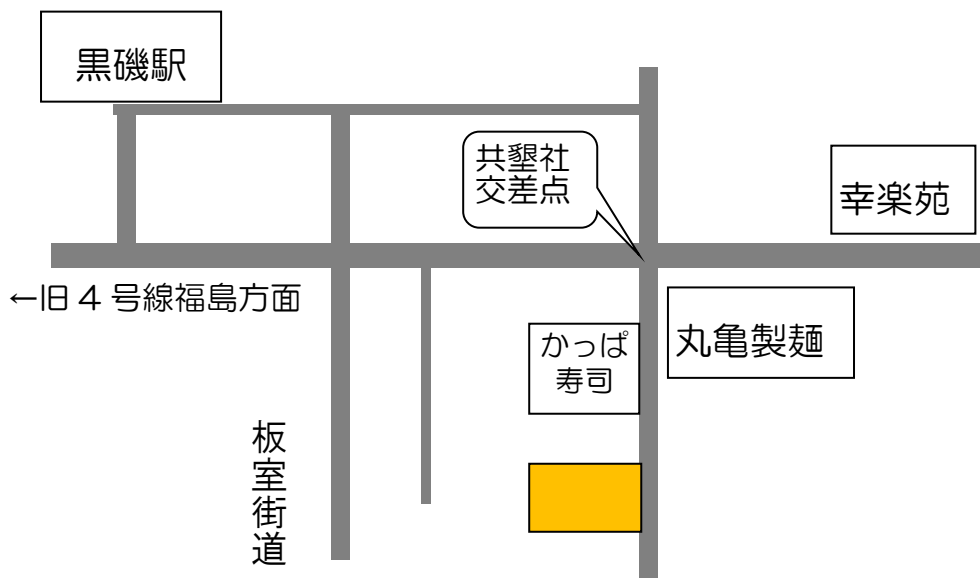 黒磯駅
共墾社
交差点
幸楽苑
←旧４号線福島方面
かっぱ
寿司
丸亀製麺
板室街道